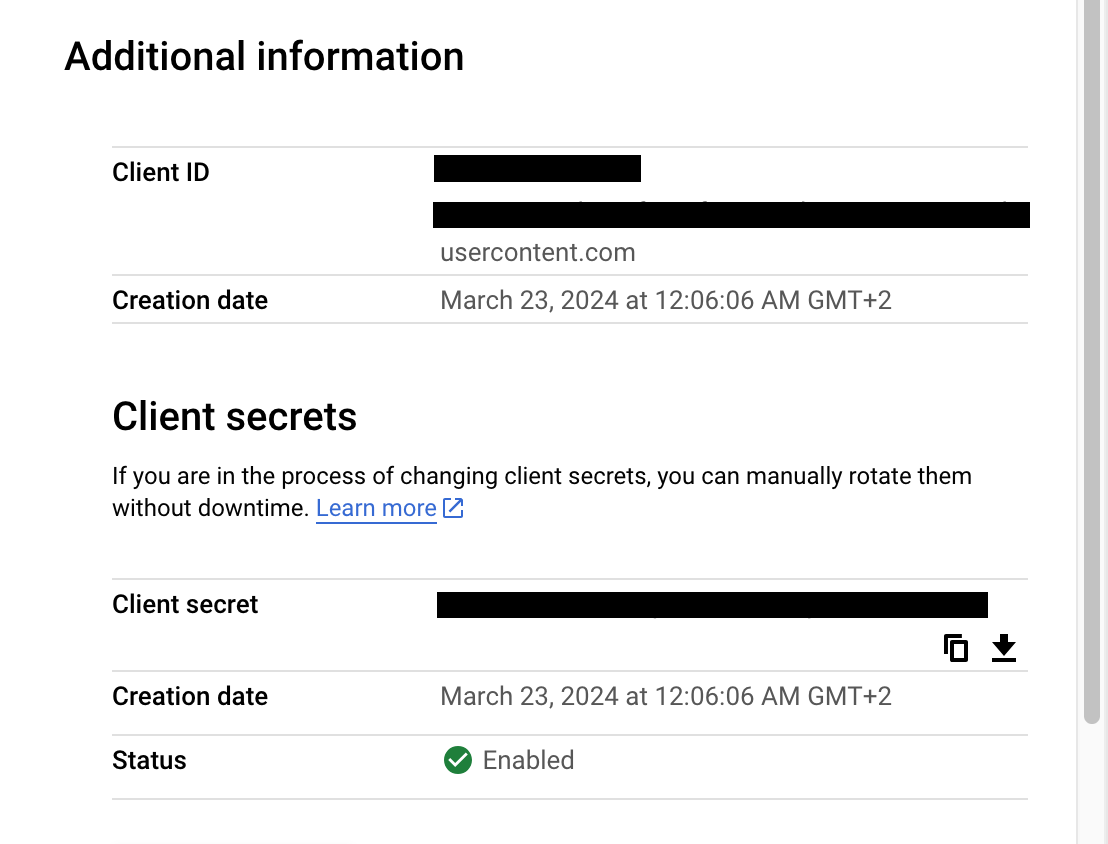 Additional information
Client ID
usercontent.com
Creation date March 23, 2024 at 12:06:06 AM GMT+2
Client secrets
If you are in the process of changing client secrets, you can manually rotate them
without downtime. Learn more
Client secret
Creation date March 23, 2024 at 12:06:06 AM GMT+2
Status Enabled